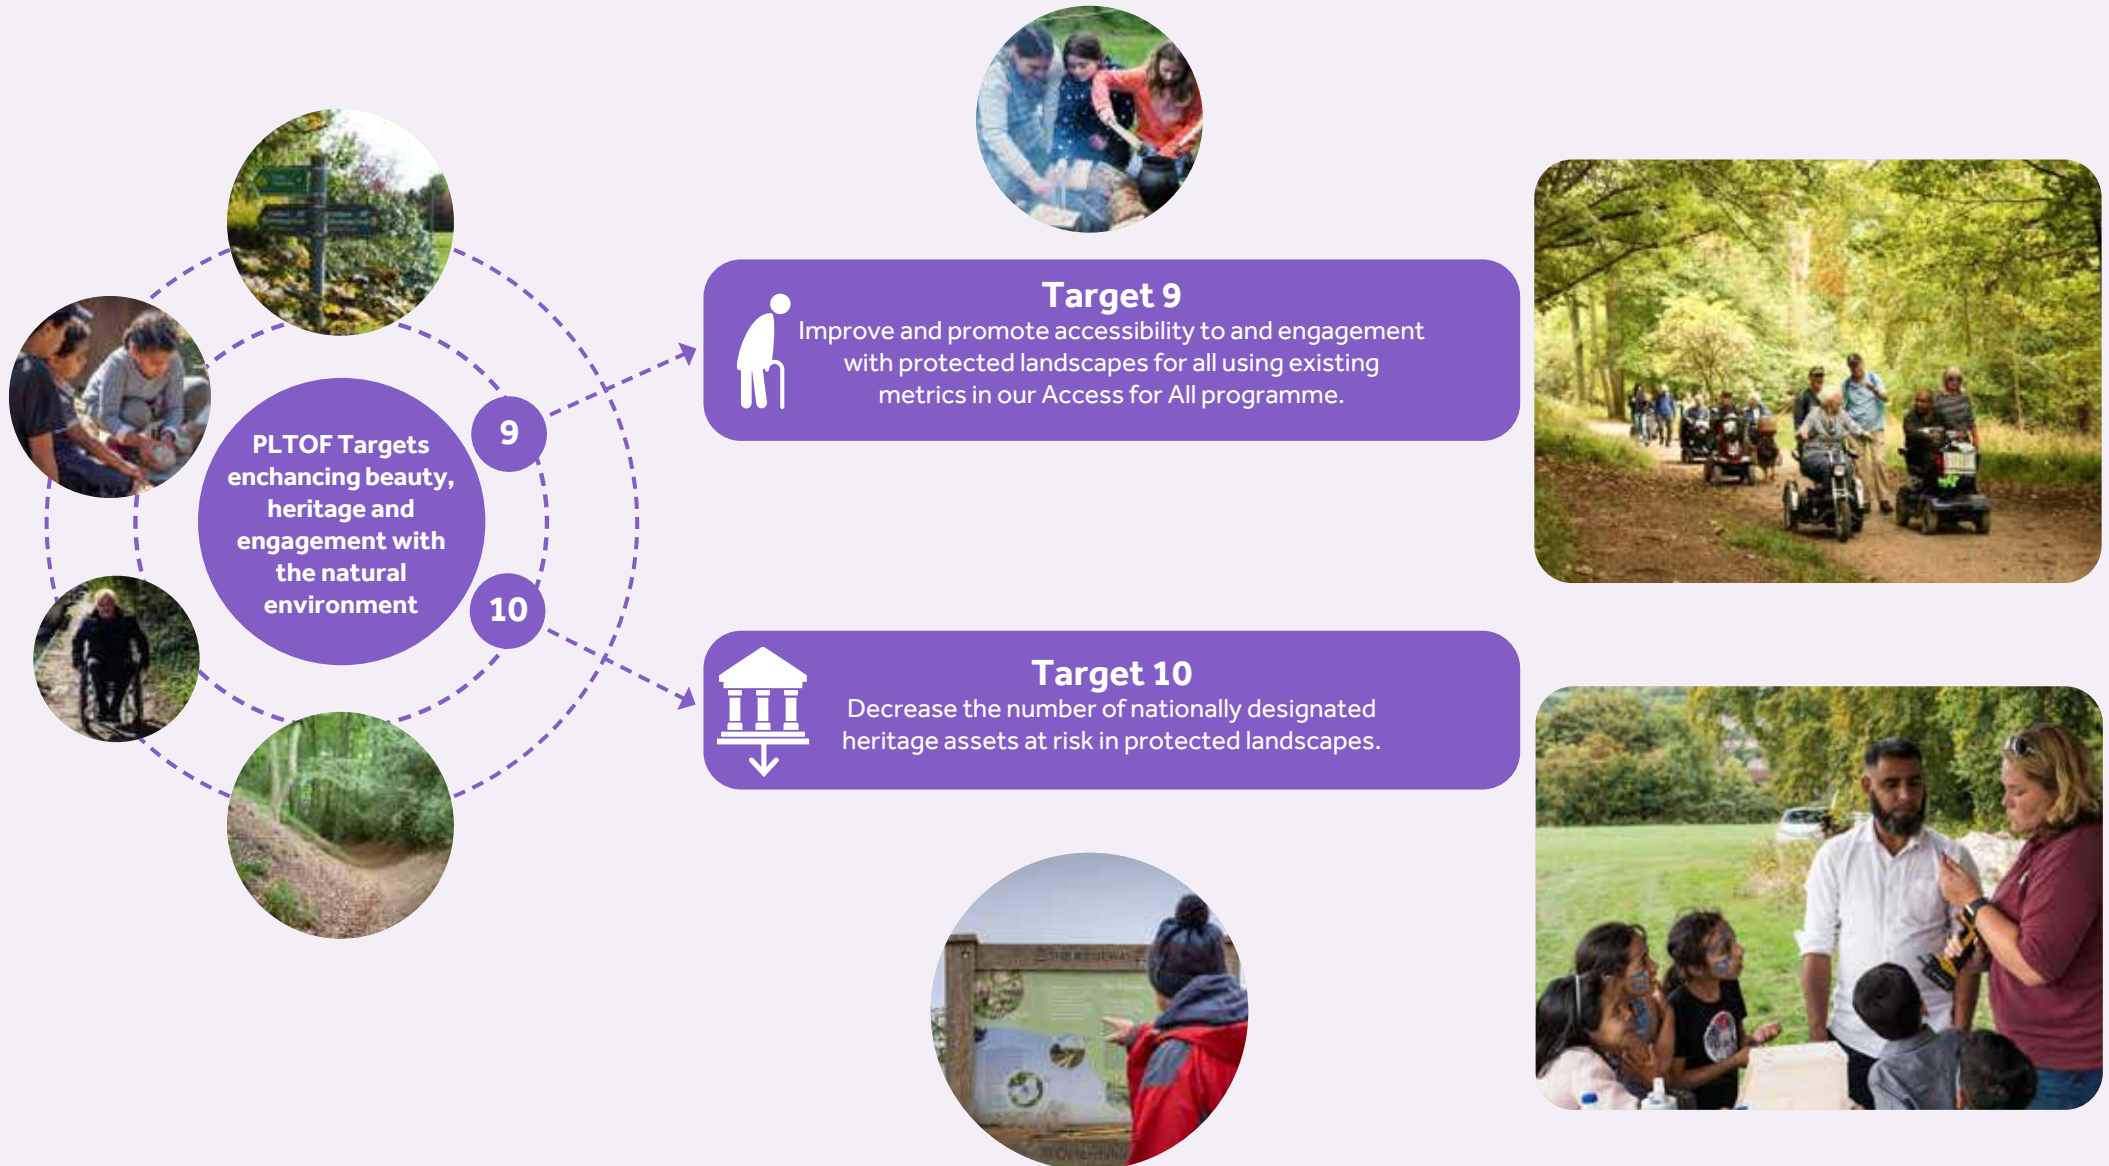 PLTOF Targets
enchancing beauty,
heritage and
engagement with
the natural
environment
9
10
Target 9
Improve and promote accessibility to and engagement
with protected landscapes for all using existing
metrics in our Access for All programme.
Target 10
Decrease the number of nationally designated
heritage assets at risk in protected landscapes.